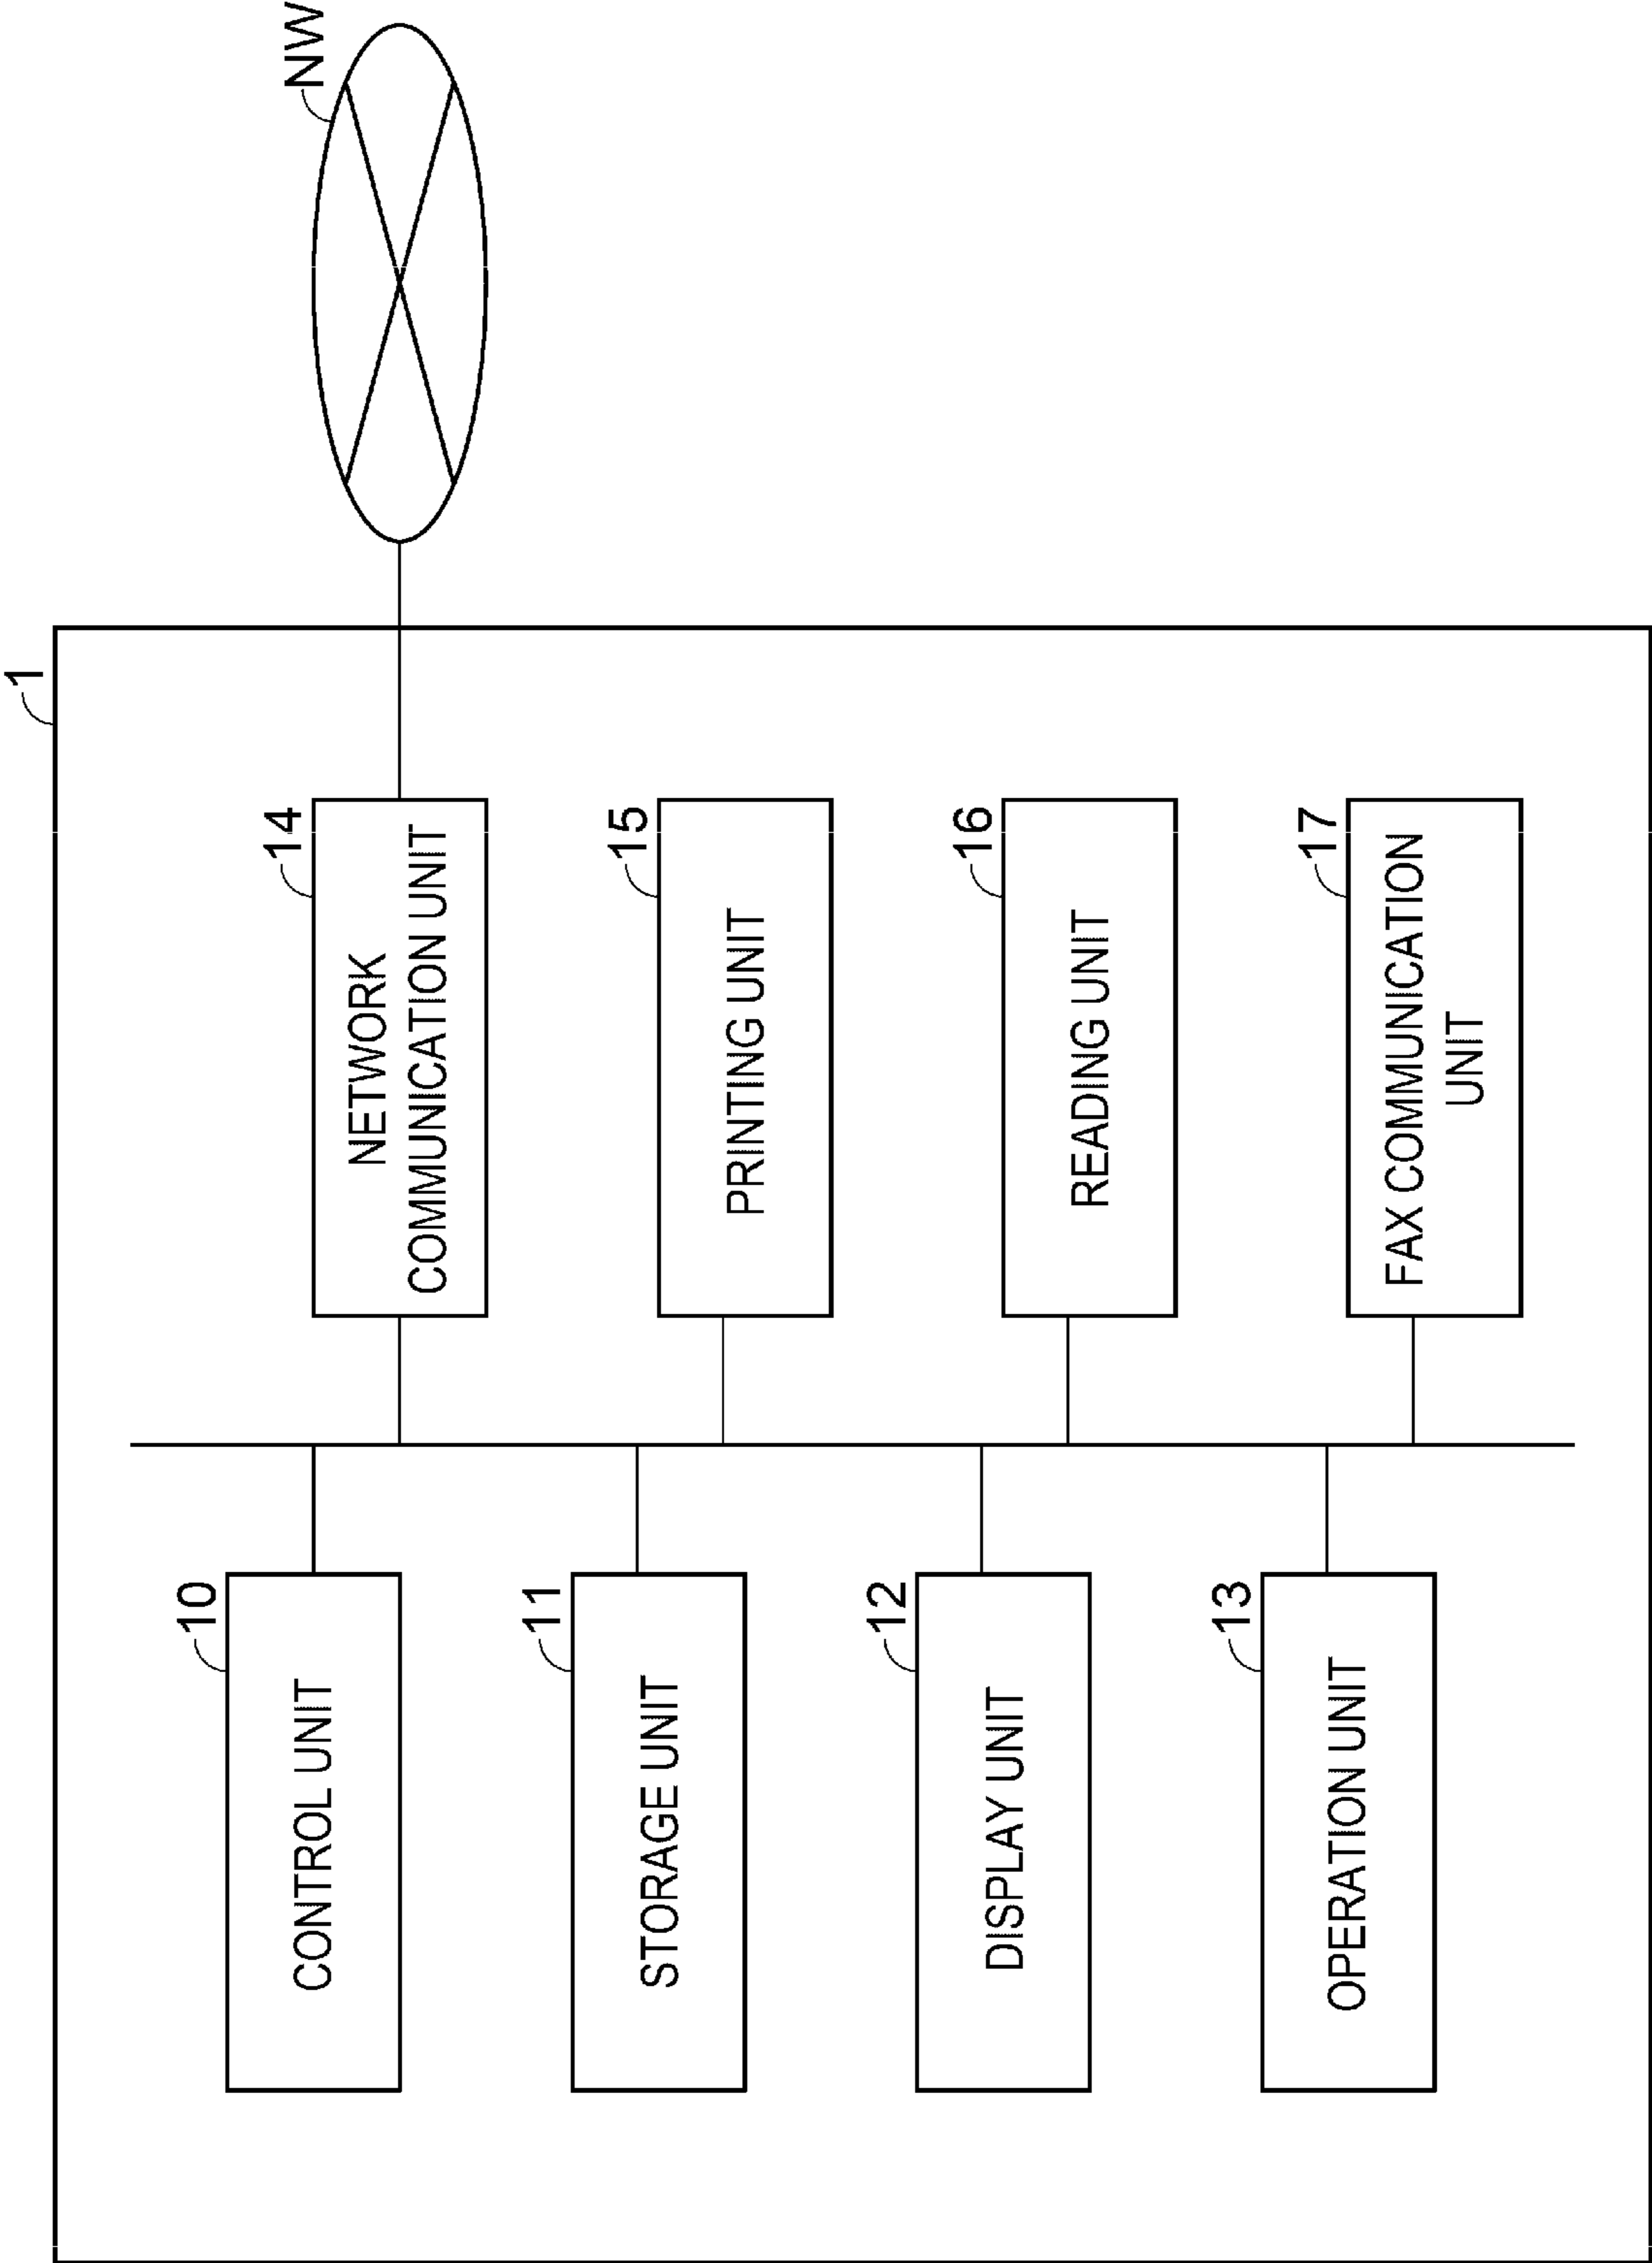 1
NW
10
CONTROL UNIT
11
STORAGE UNIT
12
DISPLAY UNIT
13
OPERATION UNIT
14
NETWORK
COMMUNICATION UNIT
15
PRINTING UNIT
16
READING UNIT
17
FAX COMMUNICATION
UNIT